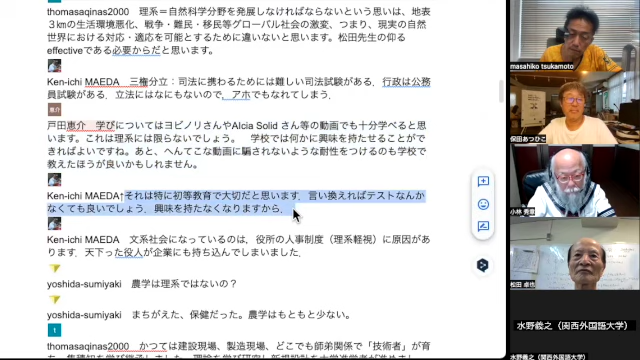 thomasaqinas2000　理系＝自然科学分野を発展しなければならないという思いは、地表
３㎞の生活環境悪化、戦争・難民・移民等グローバル社会の激変、つまり、現実の自然
世界における対応・適応を可能とするために違いないと思います。松田先生の仰る
effectiveである必要からだと思います。
Ken-ichi MAEDA　三権分立：司法に携わるためには難しい司法試験がある．行政は公務
員試験がある．立法にはなにもないので，アホでもなれてしまう．
戸田恵介　学びについてはヨビノリさんやAlcia Solid さん等の動画でも十分学べると思
います。これは理系には限らないでしょう。　学校では何かに興味を持たせることがで
きればよいですね。あと、へんてこな動画に騙されないような耐性をつけるのも学校で
教えたほうが良いかもしれません。
Ken-ichi MAEDA↑それは特に初等教育で大切だと思います．言い換えればテストなんか
なくても良いでしょう．興味を持たなくなりますから．
Ken-ichi MAEDA　文系社会になっているのは，役所の人事制度（理系軽視）に原因があ
ります．天下った役人が企業にも持ち込んでしまいました．
yoshida-sumiyaki　農学は理系ではないの？
yoshida-sumiyaki　まちがえた、保健だった。農学はもともと少ない。
1
thomasaqinas2000　かつては建設現場、製造現場、どこでも師弟関係で「技術者」が育
masahiko tsukamoto
保田あつひこ
小林 秀章
松田 卓也
水野義之（関西外国語大学）
水野義之（関西外国語大学）